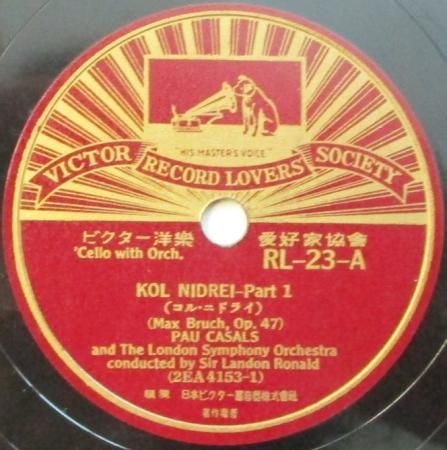 "HIS MASTER'S VOICE"
VICTOR RECORD LOVERS SOCIETY
ビクター洋樂 愛好家協會
'Cello with Orch. RL-23-A
KOL NIDREI-Part 1
(コル・ニドライ)
(Max Bruch, Op. 47)
PAU CASALS
and The London Symphony Orchestra
conducted by Sir Landon Ronald
(2EA4153-1)
日本ビクター蓄音器株式會社